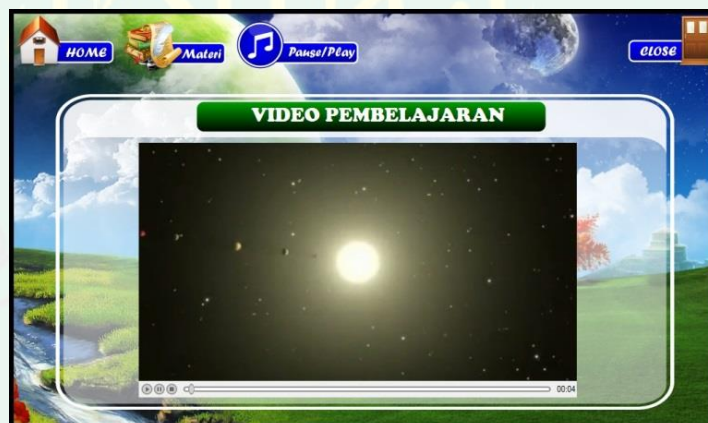 HOME
Materi
Pause/Play
CLOSE
VIDEO PEMBELAJARAN
00:04